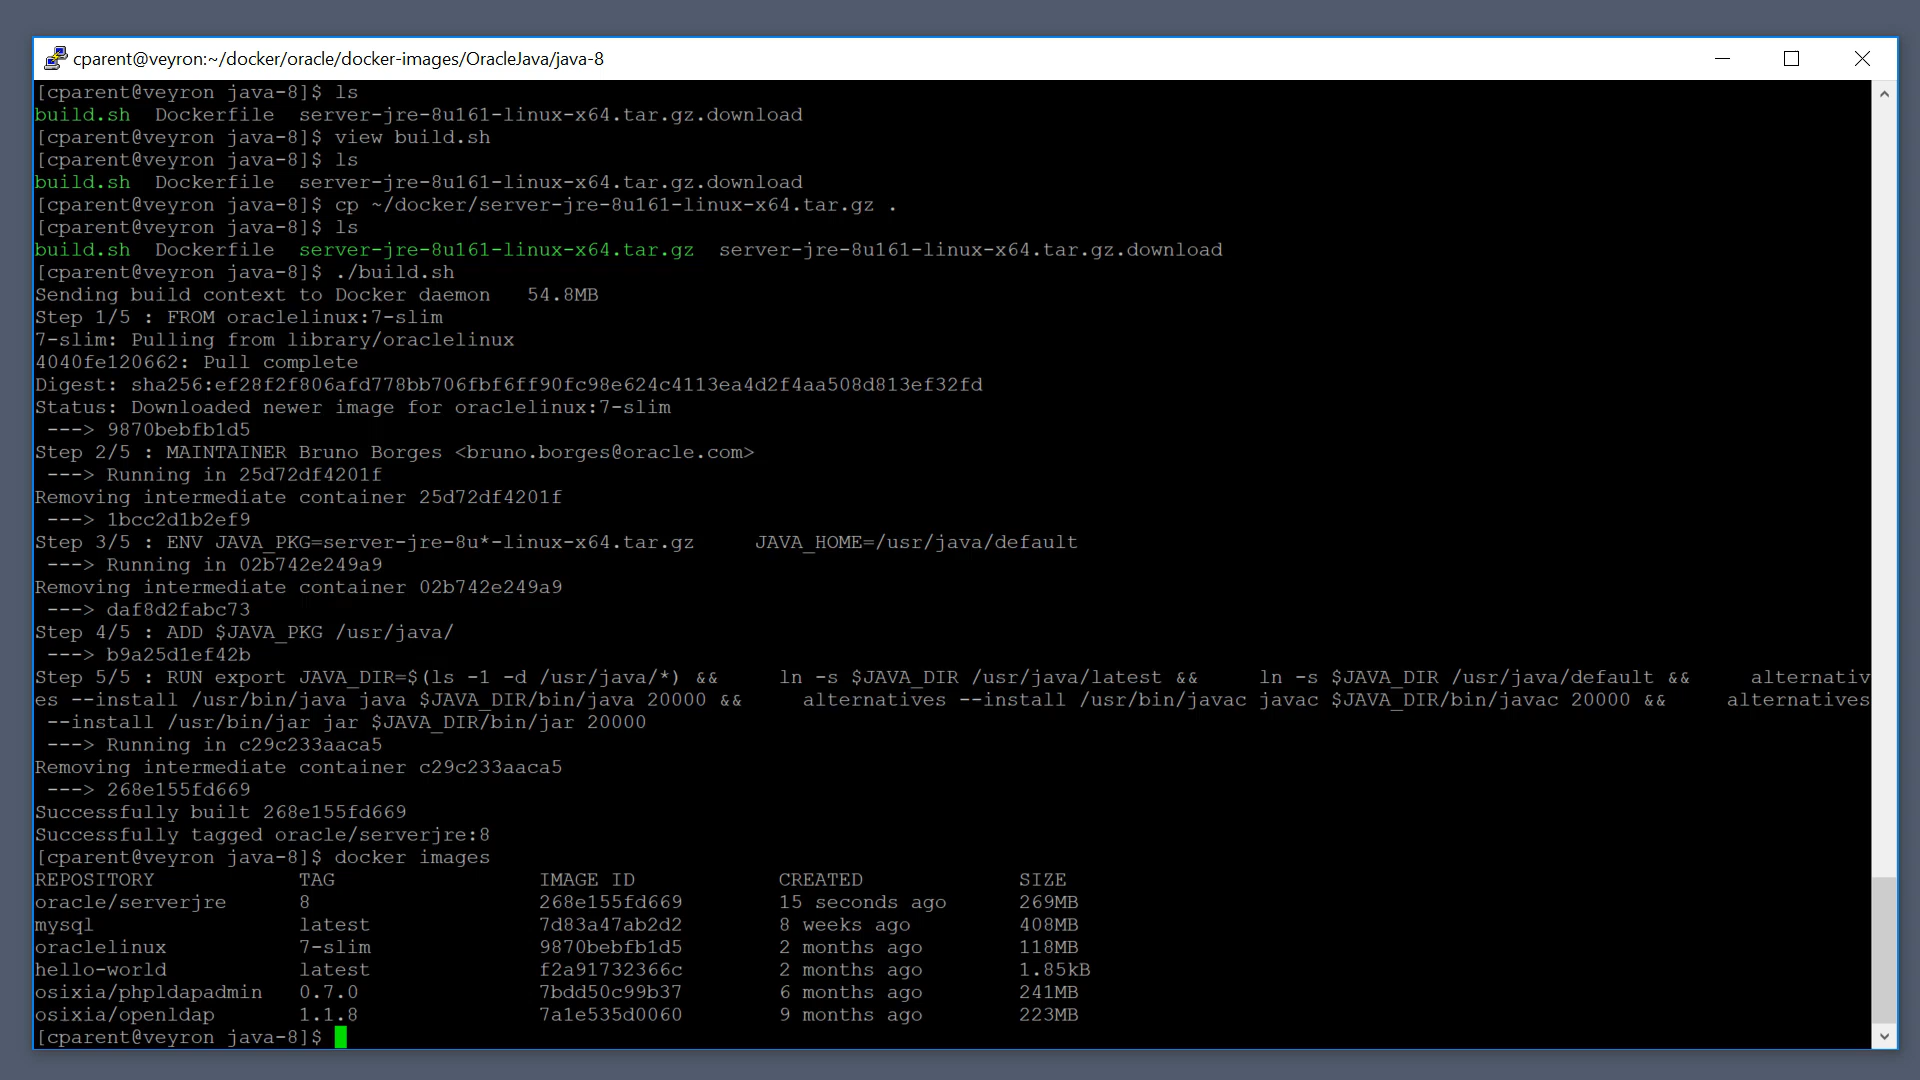 cparent@veyron:~/docker/oracle/docker-images/OracleJava/java-8
[cparent@veyron java-8]$ ls
build.sh  Dockerfile  server-jre-8u161-linux-x64.tar.gz.download
[cparent@veyron java-8]$ view build.sh
[cparent@veyron java-8]$ ls
build.sh  Dockerfile  server-jre-8u161-linux-x64.tar.gz.download
[cparent@veyron java-8]$ cp ~/docker/server-jre-8u161-linux-x64.tar.gz .
[cparent@veyron java-8]$ ls
build.sh  Dockerfile  server-jre-8u161-linux-x64.tar.gz  server-jre-8u161-linux-x64.tar.gz.download
[cparent@veyron java-8]$ ./build.sh
Sending build context to Docker daemon   54.8MB
Step 1/5 : FROM oraclelinux:7-slim
7-slim: Pulling from library/oraclelinux
4040fe120662: Pull complete
Digest: sha256:ef28f2f806afd778bb706fbf6ff90fc98e624c4113ea4d2f4aa508d813ef32fd
Status: Downloaded newer image for oraclelinux:7-slim
 ---> 9870bebfb1d5
Step 2/5 : MAINTAINER Bruno Borges <bruno.borges@oracle.com>
 ---> Running in 25d72df4201f
Removing intermediate container 25d72df4201f
 ---> 1bcc2d1b2ef9
Step 3/5 : ENV JAVA_PKG=server-jre-8u*-linux-x64.tar.gz     JAVA_HOME=/usr/java/default
 ---> Running in 02b742e249a9
Removing intermediate container 02b742e249a9
 ---> daf8d2fabc73
Step 4/5 : ADD $JAVA_PKG /usr/java/
 ---> b9a25d1ef42b
Step 5/5 : RUN export JAVA_DIR=$(ls -1 -d /usr/java/*) &&     ln -s $JAVA_DIR /usr/java/latest &&     ln -s $JAVA_DIR /usr/java/default &&     alternativ
es --install /usr/bin/java java $JAVA_DIR/bin/java 20000 &&     alternatives --install /usr/bin/javac javac $JAVA_DIR/bin/javac 20000 &&     alternatives
 --install /usr/bin/jar jar $JAVA_DIR/bin/jar 20000
 ---> Running in c29c233aaca5
Removing intermediate container c29c233aaca5
 ---> 268e155fd669
Successfully built 268e155fd669
Successfully tagged oracle/serverjre:8
[cparent@veyron java-8]$ docker images
REPOSITORY            TAG                 IMAGE ID            CREATED             SIZE
oracle/serverjre      8                   268e155fd669        15 seconds ago      269MB
mysql                 latest              7d83a47ab2d2        8 weeks ago         408MB
oraclelinux           7-slim              9870bebfb1d5        2 months ago        118MB
hello-world           latest              f2a91732366c        2 months ago        1.85kB
osixia/phpldapadmin   0.7.0               7bdd50c99b37        6 months ago        241MB
osixia/openldap       1.1.8               7a1e535d0060        9 months ago        223MB
[cparent@veyron java-8]$